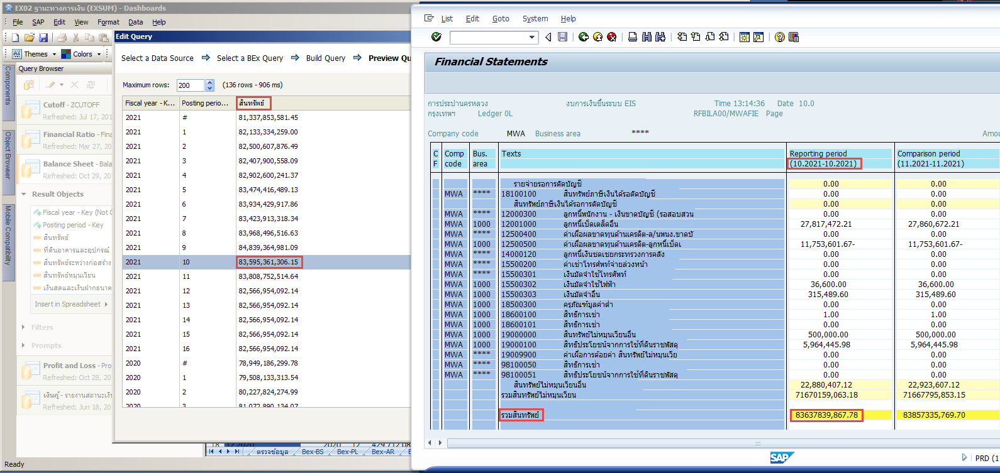 EX02 ฐานะทางการเงิน (EXSUM) - Dashboards
File SAP Edit View Format Data Help
Themes Colors
Components
Object Browser
Mobile Compatibility
Query Browser
Cutoff - ZCUTOFF
Refreshed: Jul 17, 201
Financial Ratio - Fina
Refreshed: Mar 27, 20
Balance Sheet - Bala
Refreshed: Oct 29, 20
Result Objects
Fiscal year - Key (Not C
Posting period - Key
สินทรัพย์
ที่ดินอาคารและอุปกรณ์
สินทรัพย์ระหว่างก่อสร้าง
สินทรัพย์หมุนเวียน
เงินสดและเงินฝากธนาค
Insert in Spreadsheet
Filters
Prompts
Profit and Loss - Pro
Refreshed: Oct 28, 20
เงินกู้ - รายงานสถานะเงิน
Refreshed: Jun 18, 20
Ready
Edit Query
Select a Data Source Select a BEx Query Build Query Preview Qu
Maximum rows: 200 (136 rows - 906 ms)
Fiscal year - K... Posting perio... สินทรัพย์
2021 # 81,337,853,581.45
2021 1 82,133,334,259.00
2021 2 82,500,607,876.49
2021 3 82,407,900,558.09
2021 4 82,902,600,241.37
2021 5 83,474,416,489.13
2021 6 83,934,429,917.86
2021 7 83,423,913,318.34
2021 8 83,968,496,516.63
2021 9 84,839,364,981.09
2021 10 83,595,361,306.15
2021 11 83,808,752,514.64
2021 12 82,566,954,092.14
2021 13 82,566,954,092.14
2021 14 82,566,954,092.14
2021 15 82,566,954,092.14
2021 16 82,566,954,092.14
2020 # 78,949,186,299.78
2020 1 79,508,133,313.54
2020 2 80,227,824,274.99
2020 3 81,072,890,134.07
ตรวจข้อมูล Bex-BS Bex-PL Bex-AR
List Edit Goto System Help
Financial Statements
การประปานครหลวง งบการเงินขึ้นระบบ EIS Time 13:14:36 Date 10.0
กรุงเทพฯ Ledger 0L RFBILA00/MWAFIE Page
Company code MWA Business area **** Amou
C Comp Bus. Texts Reporting period Comparison period
F code area (10.2021-10.2021) (11.2021-11.2021)
รายจ่ายรอการตัดบัญชี 0.00 0.00
MWA **** 18100100 สินทรัพย์ภาษีเงินได้รอตัดบัญชี 0.00 0.00
สินทรัพย์ภาษีเงินได้รอการตัดบัญชี 0.00 0.00
MWA **** 12000300 ลูกหนี้พนักงาน - เงินขาดบัญชี (รอสอบสวน 0.00 0.00
MWA 1000 12001000 ลูกหนี้เบ็ดเตล็ดอื่น 27,817,472.21 27,860,672.21
MWA **** 12500400 ค่าเผื่อผลขาดทุนด้านเครดิต-ล/นพนง.ขาดบั 0.00 0.00
MWA 1000 12500500 ค่าเผื่อผลขาดทุนด้านเครดิต-ลูกหนี้เบ็ดเ 11,753,601.67- 11,753,601.67-
MWA **** 14000120 ลูกหนี้เงินชดเชยกระทรวงการคลัง 0.00 0.00
MWA **** 15500200 ค่าเช่าโทรศัพท์จ่ายล่วงหน้า 0.00 0.00
MWA **** 15500301 เงินมัดจำใช้โทรศัพท์ 0.00 0.00
MWA 1000 15500302 เงินมัดจำใช้ไฟฟ้า 36,600.00 36,600.00
MWA 1000 15500303 เงินมัดจำอื่น 315,489.60 315,489.60
MWA 1000 18500300 ครุภัณฑ์มูลค่าต่ำ 0.00 0.00
MWA 1000 18600100 สิทธิการเช่า 1.00 1.00
MWA 1000 18600101 สิทธิการเช่า 0.00 0.00
MWA 1000 19000000 สินทรัพย์ไม่หมุนเวียนอื่น 500,000.00 500,000.00
MWA 1000 19000100 สิทธิประโยชน์จากการใช้ที่ดินราชพัสดุ 5,964,445.98 5,964,445.98
MWA **** 19009900 ค่าเผื่อการด้อยค่า สินทรัพย์ไม่หมุนเวีย 0.00 0.00
MWA **** 98100050 สิทธิการเช่า 0.00 0.00
MWA **** 98100051 สิทธิประโยชน์จากการใช้ที่ดินราชพัสดุ 0.00 0.00
สินทรัพย์ไม่หมุนเวียนอื่น 22,880,407.12 22,923,607.12
รวมสินทรัพย์ไม่หมุนเวียน 71670159,063.18 71667795,853.15
รวมสินทรัพย์ 83637839,867.78 83857335,769.70
SAP PRD (1